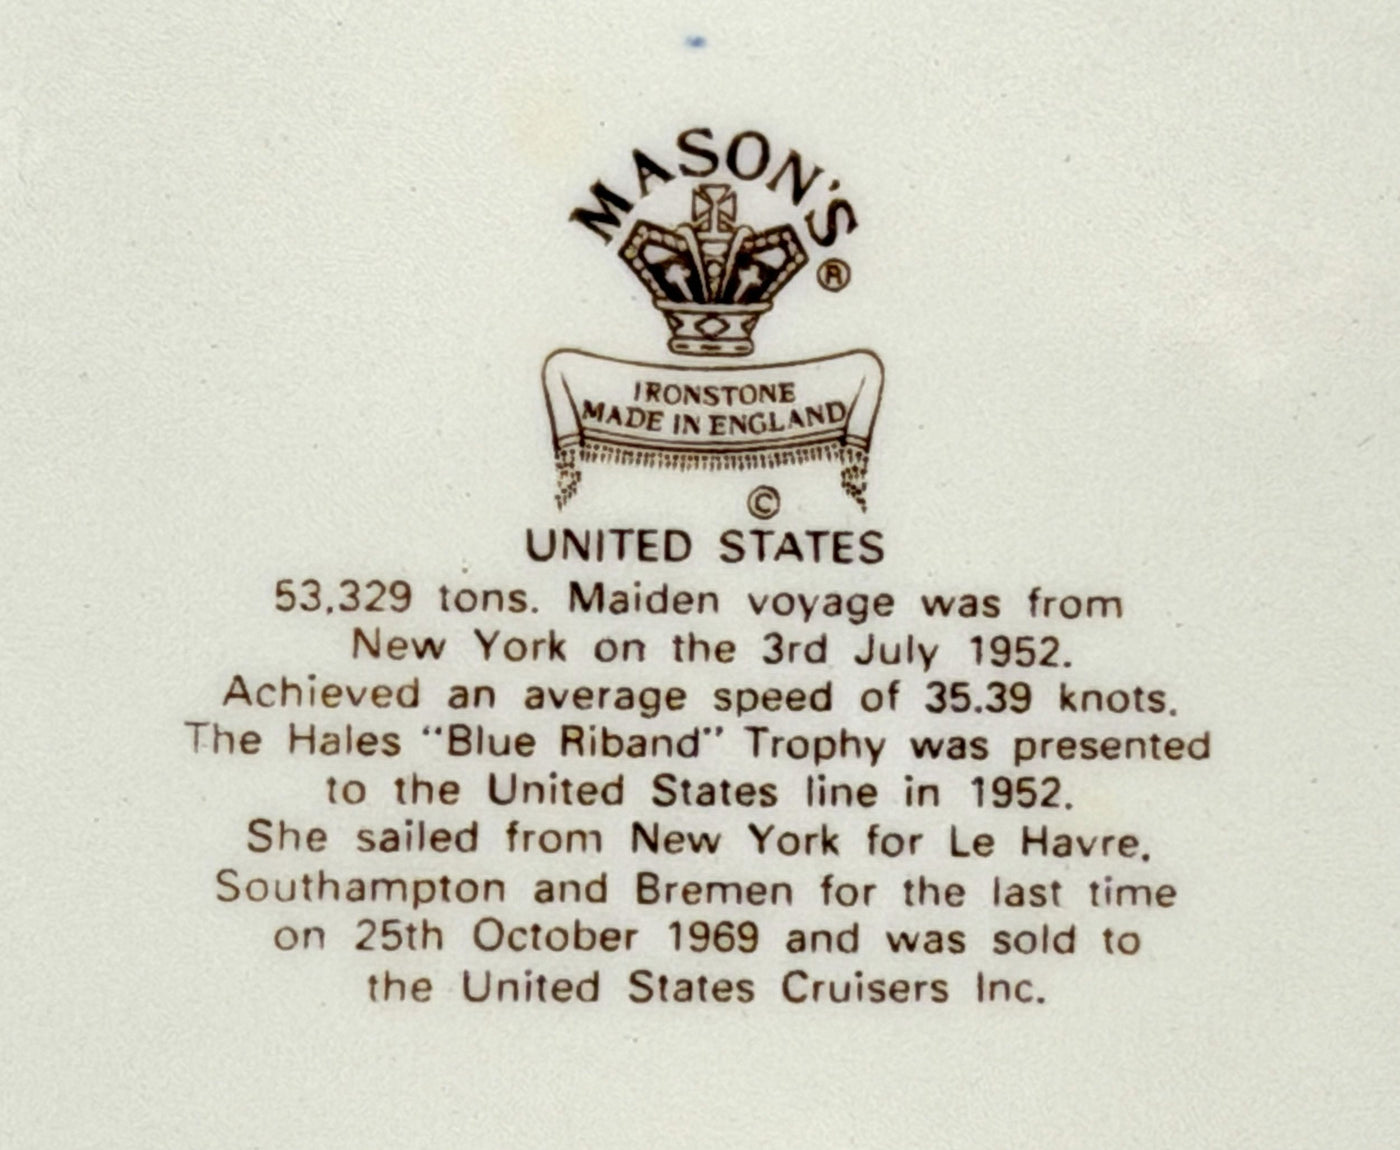 MASON'S
®
IRONSTONE
MADE IN ENGLAND
©
UNITED STATES
53,329 tons. Maiden voyage was from
New York on the 3rd July 1952.
Achieved an average speed of 35.39 knots.
The Hales "Blue Riband" Trophy was presented
to the United States line in 1952.
She sailed from New York for Le Havre,
Southampton and Bremen for the last time
on 25th October 1969 and was sold to
the United States Cruisers Inc.